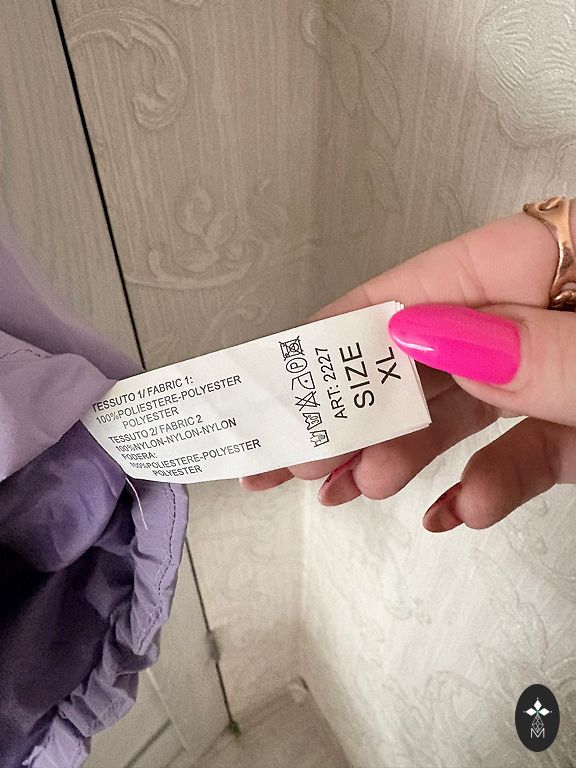 TESSUTO 1/ FABRIC 1:
100%POLIESTERE-POLYESTER
POLYESTER
TESSUTO 2/ FABRIC 2
100%NYLON-NYLON-NYLON
FODERA:
100%POLIESTERE-POLYESTER
POLYESTER
ART: 2227
SIZE
XL
M